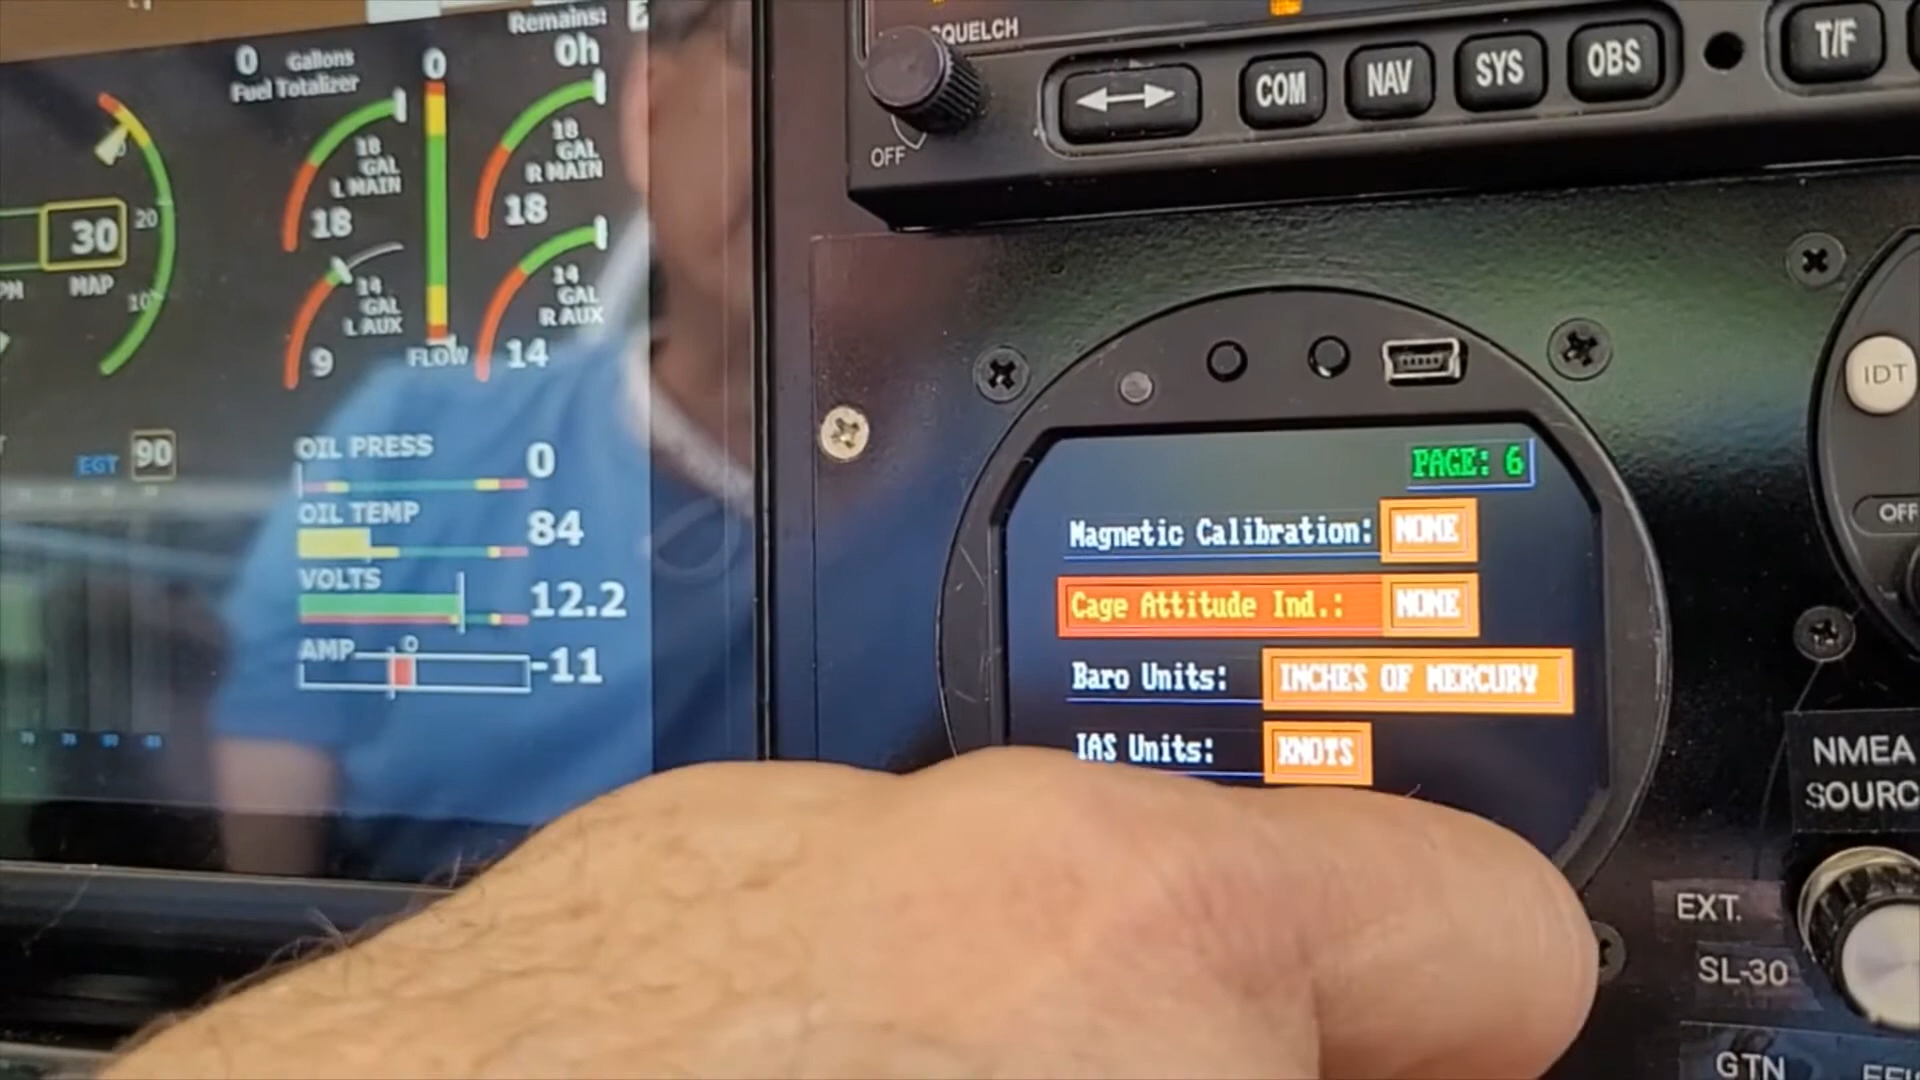 0 Gallons
Fuel Totalizer
0
Remains:
0h
18
GAL
L MAIN
18
18
GAL
R MAIN
18
14
GAL
L AUX
9
14
GAL
R AUX
14
FLOW
30
MAP
20
10
EGT 90
OIL PRESS 0
OIL TEMP 84
VOLTS 12.2
AMP 0 -11
SQUELCH
OFF
COM
NAV
SYS
OBS
T/F
PAGE: 6
Magnetic Calibration: NONE
Cage Attitude Ind.: NONE
Baro Units: INCHES OF MERCURY
IAS Units: KNOTS
IDT
OFF
NMEA
SOURC
EXT.
SL-30
GTN